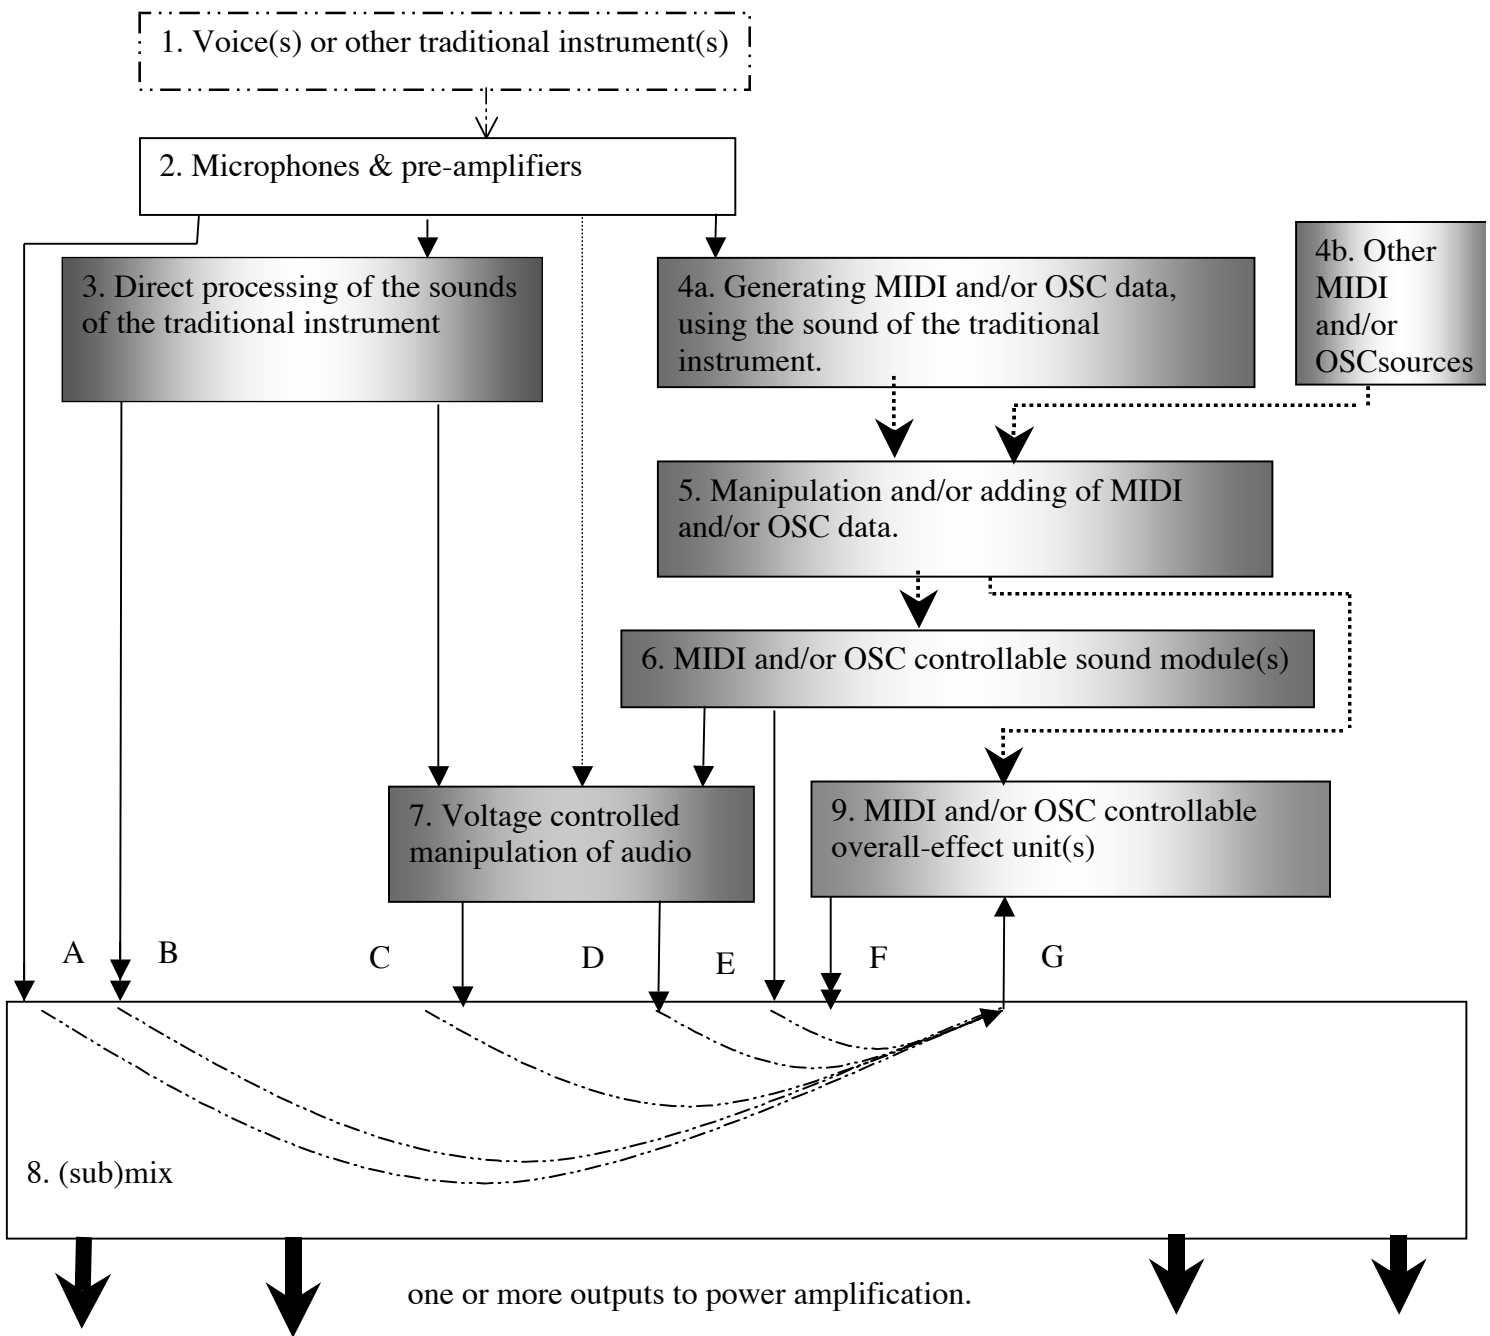 1. Voice(s) or other traditional instrument(s)
2. Microphones & pre-amplifiers
3. Direct processing of the sounds
of the traditional instrument
4a. Generating MIDI and/or OSC data,
using the sound of the traditional
instrument.
4b. Other
MIDI
and/or
OSCsources
5. Manipulation and/or adding of MIDI
and/or OSC data.
6. MIDI and/or OSC controllable sound module(s)
7. Voltage controlled
manipulation of audio
9. MIDI and/or OSC controllable
overall-effect unit(s)
A
B
C
D
E
F
G
8. (sub)mix
one or more outputs to power amplification.